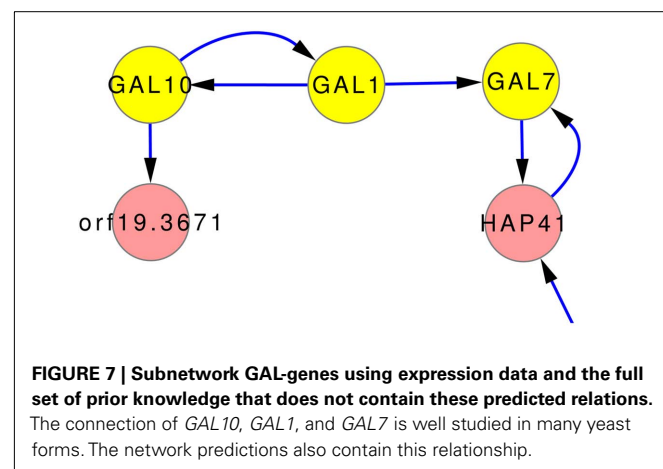 GAL10
GAL1
GAL7
orf19.3671
HAP41
FIGURE 7 | Subnetwork GAL-genes using expression data and the full
set of prior knowledge that does not contain these predicted relations.
The connection of GAL10, GAL1, and GAL7 is well studied in many yeast
forms. The network predictions also contain this relationship.